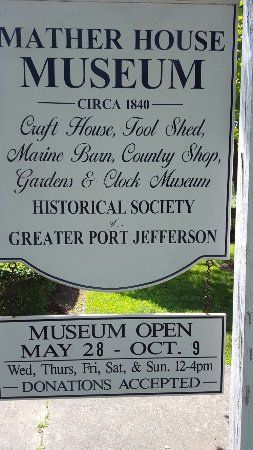 MATHER HOUSE
MUSEUM
CIRCA 1840
Craft House, Tool Shed,
Marine Barn, Country Shop,
Gardens & Clock Museum
HISTORICAL SOCIETY
of
GREATER PORT JEFFERSON
MUSEUM OPEN
MAY 28 - OCT. 9
Wed, Thurs, Fri, Sat, & Sun. 12-4pm
DONATIONS ACCEPTED